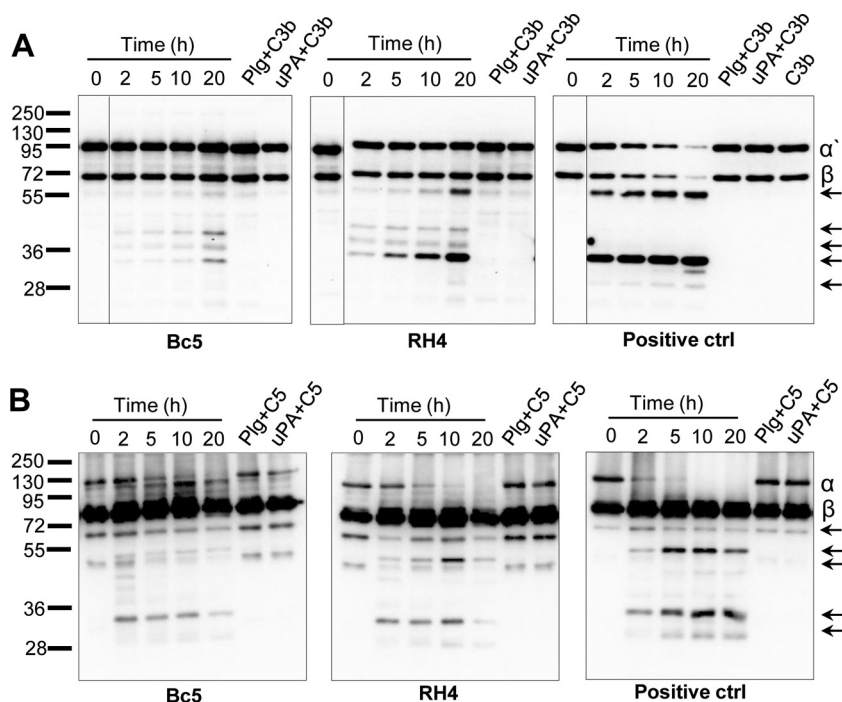 A
Time (h)
0 2 5 10 20 Plg+C3b uPA+C3b
Time (h)
0 2 5 10 20 Plg+C3b uPA+C3b
Time (h)
0 2 5 10 20 Plg+C3b uPA+C3b C3b
250
130
95
72
55
36
28
α`
β
Bc5
RH4
Positive ctrl
B
Time (h)
0 2 5 10 20 Plg+C5 uPA+C5
Time (h)
0 2 5 10 20 Plg+C5 uPA+C5
Time (h)
0 2 5 10 20 Plg+C5 uPA+C5
250
130
95
72
55
36
28
α
β
Bc5
RH4
Positive ctrl